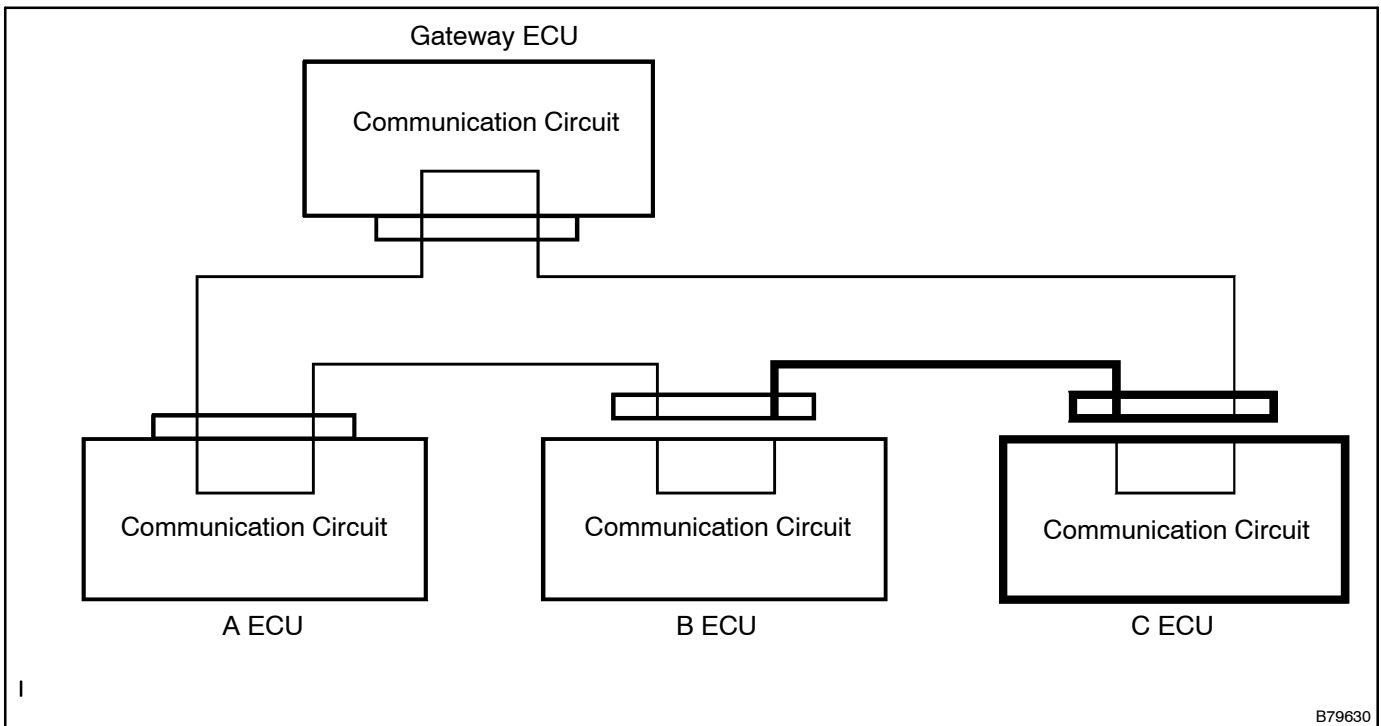 Gateway ECU
Communication Circuit
Communication Circuit
Communication Circuit
Communication Circuit
A ECU
B ECU
C ECU
I
B79630